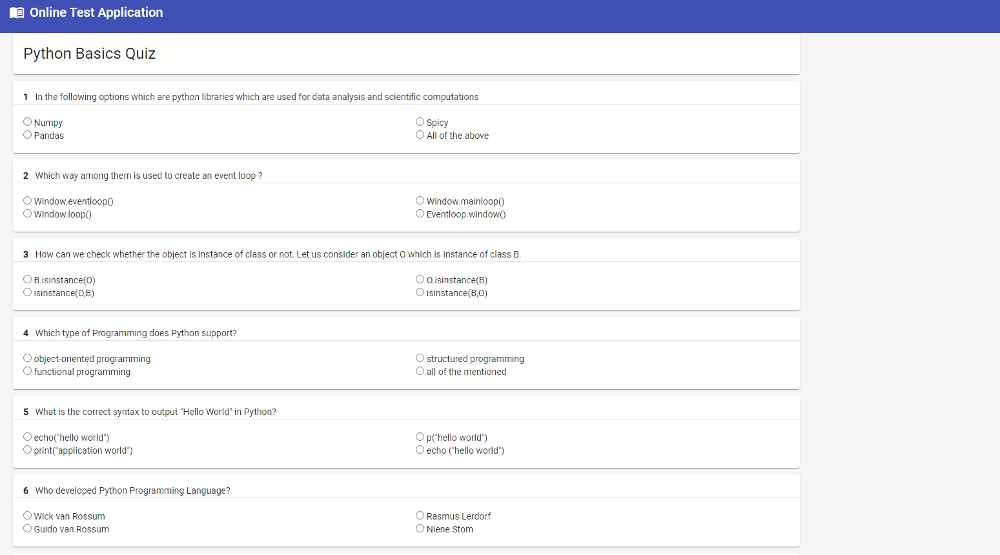 Online Test Application
Python Basics Quiz
1 In the following options which are python libraries which are used for data analysis and scientific computations
Numpy Spicy
Pandas All of the above
2 Which way among them is used to create an event loop ?
Window.eventloop() Window.mainloop()
Window.loop() Eventloop.window()
3 How can we check whether the object is instance of class or not. Let us consider an object O which is instance of class B.
B.isinstance(O) O.isinstance(B)
isinstance(O,B) isinstance(B,O)
4 Which type of Programming does Python support?
object-oriented programming structured programming
functional programming all of the mentioned
5 What is the correct syntax to output "Hello World" in Python?
echo("hello world") p("hello world")
print("application world") echo ("hello world")
6 Who developed Python Programming Language?
Wick van Rossum Rasmus Lerdorf
Guido van Rossum Niene Stom